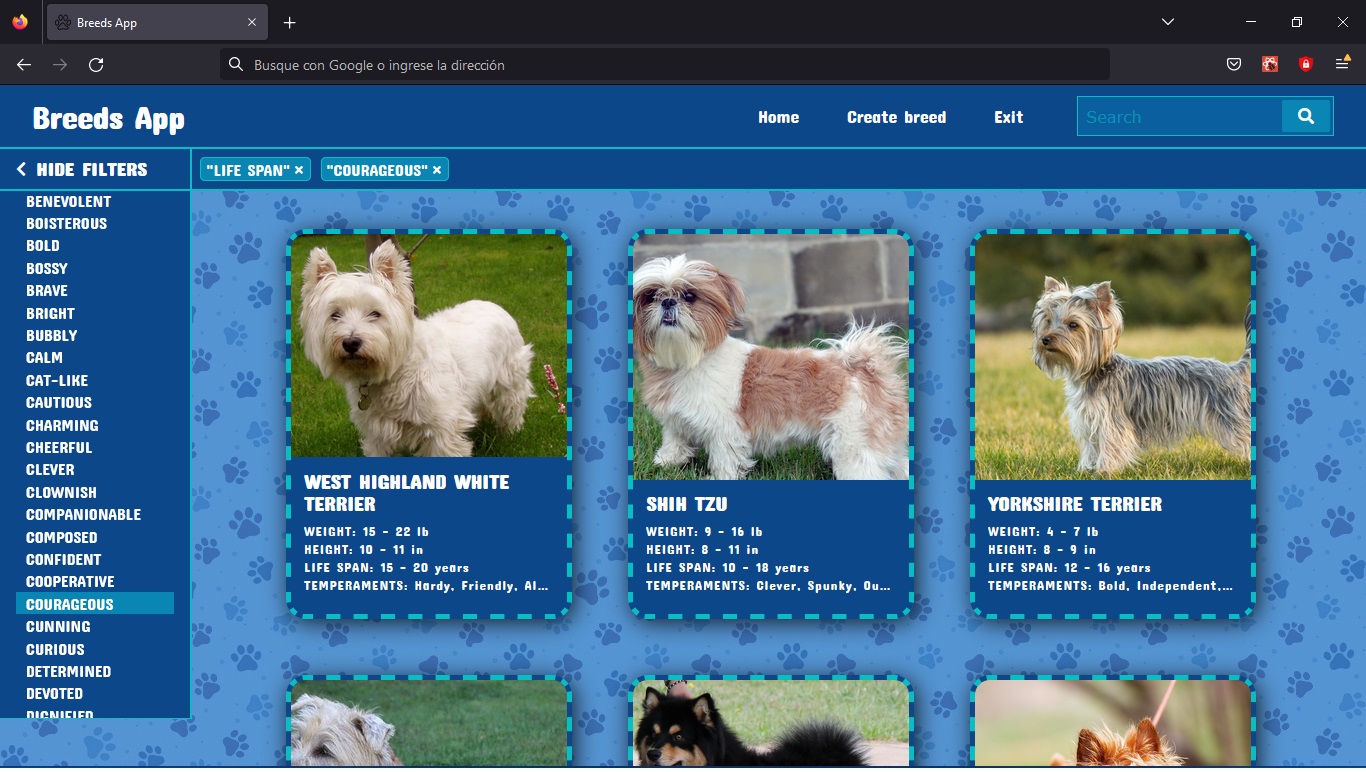 Breeds App
Busque con Google o ingrese la dirección
Breeds App
Home
Create breed
Exit
Search
HIDE FILTERS
"LIFE SPAN" ×
"COURAGEOUS" ×
BENEVOLENT
BOISTEROUS
BOLD
BOSSY
BRAVE
BRIGHT
BUBBLY
CALM
CAT-LIKE
CAUTIOUS
CHARMING
CHEERFUL
CLEVER
CLOWNISH
COMPANIONABLE
COMPOSED
CONFIDENT
COOPERATIVE
COURAGEOUS
CUNNING
CURIOUS
DETERMINED
DEVOTED
DIGNIFIED
WEST HIGHLAND WHITE
TERRIER
WEIGHT: 15 - 22 lb
HEIGHT: 10 - 11 in
LIFE SPAN: 15 - 20 years
TEMPERAMENTS: Hardy, Friendly, Al...
SHIH TZU
WEIGHT: 9 - 16 lb
HEIGHT: 8 - 11 in
LIFE SPAN: 10 - 18 years
TEMPERAMENTS: Clever, Spunky, Ou...
YORKSHIRE TERRIER
WEIGHT: 4 - 7 lb
HEIGHT: 8 - 9 in
LIFE SPAN: 12 - 16 years
TEMPERAMENTS: Bold, Independent,...